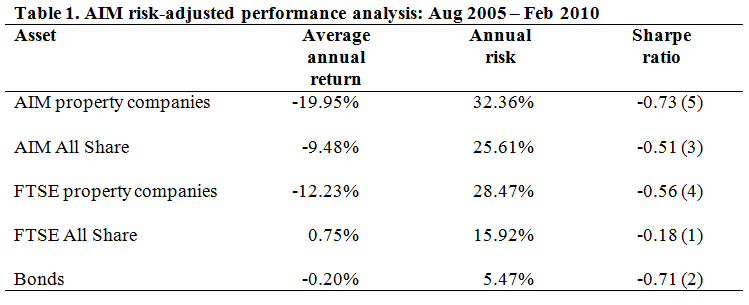 Table 1. AIM risk-adjusted performance analysis: Aug 2005 – Feb 2010
Asset Average annual return Annual risk Sharpe ratio
AIM property companies -19.95% 32.36% -0.73 (5)
AIM All Share -9.48% 25.61% -0.51 (3)
FTSE property companies -12.23% 28.47% -0.56 (4)
FTSE All Share 0.75% 15.92% -0.18 (1)
Bonds -0.20% 5.47% -0.71 (2)